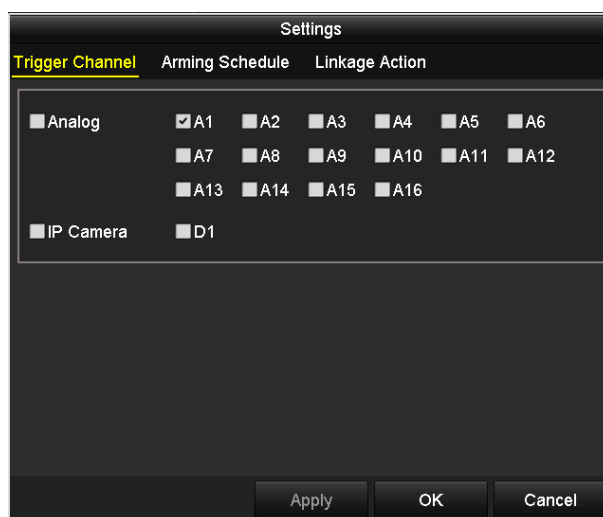 Settings
Trigger Channel Arming Schedule Linkage Action
Analog A1 A2 A3 A4 A5 A6
A7 A8 A9 A10 A11 A12
A13 A14 A15 A16
IP Camera D1
Apply OK Cancel